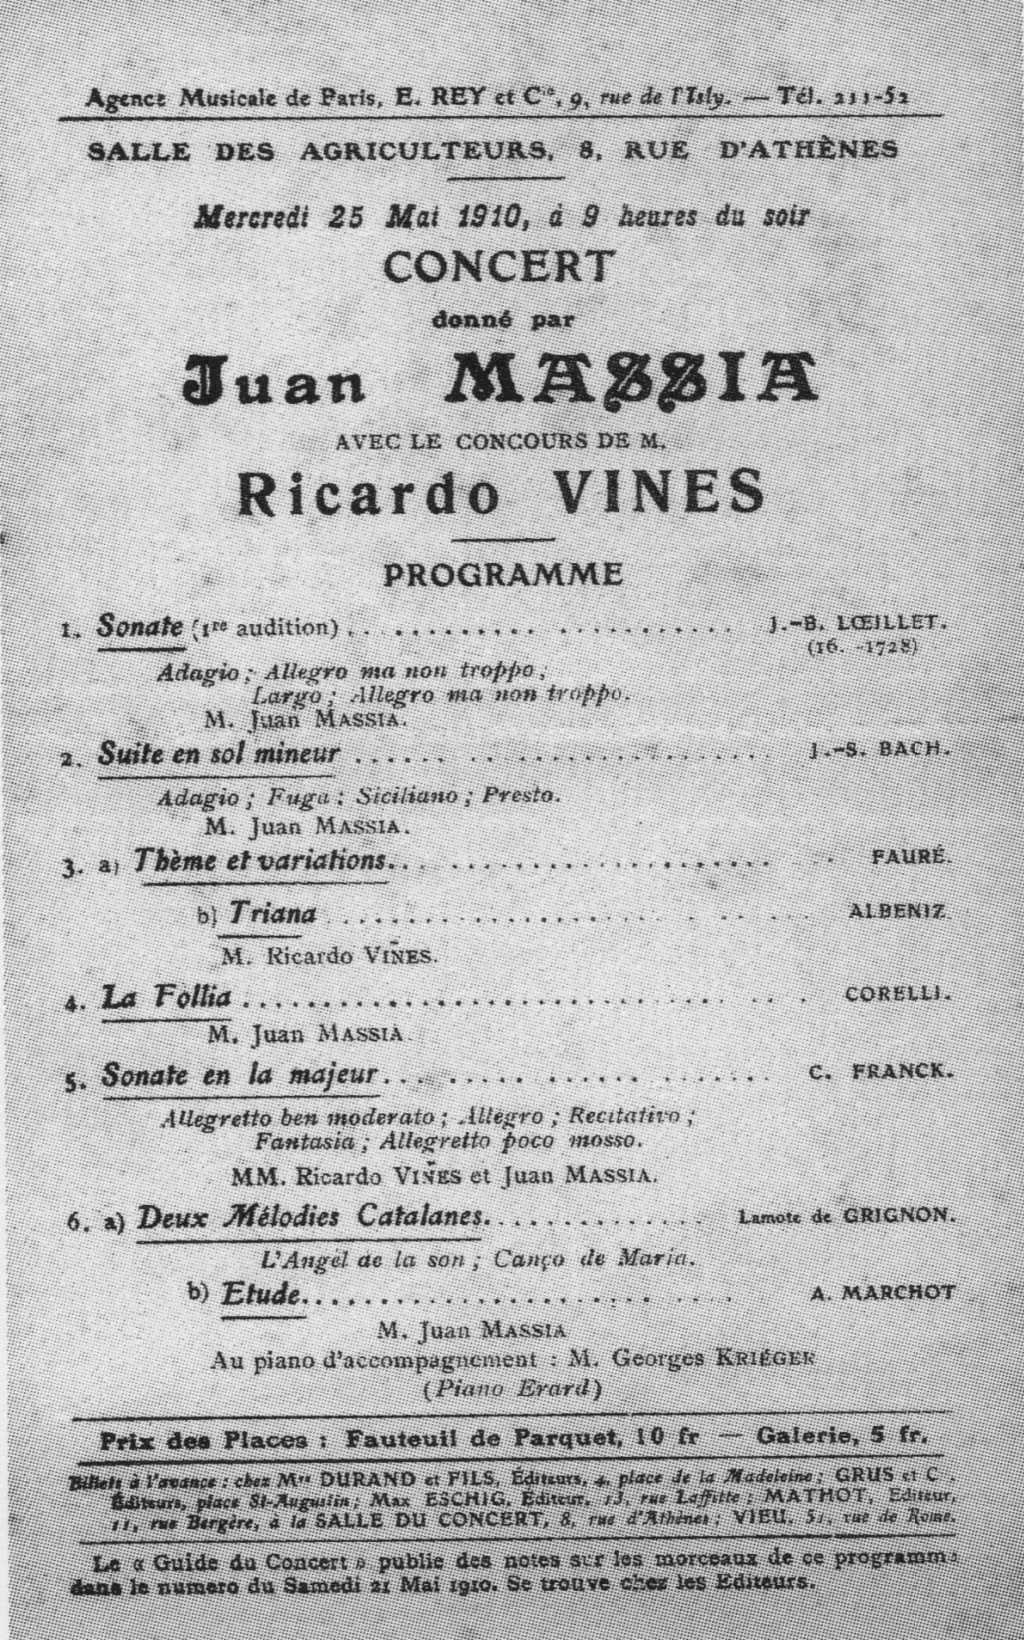 Agence Musicale de Paris, E. REY et Cie, 9, rue de l'Isly. — Tél. 211-52
SALLE DES AGRICULTEURS, 8, RUE D'ATHÈNES
Mercredi 25 Mai 1910, à 9 heures du soir
CONCERT
donné par
Juan MASSIA
AVEC LE CONCOURS DE M.
Ricardo VINES
PROGRAMME
1. Sonate (1re audition) . . . . . . . . . . . . . . . . . . . . J.-B. LŒILLET.
(16. -1728)
Adagio ; Allegro ma non troppo ;
Largo ; Allegro ma non troppo.
M. Juan MASSIA.
2. Suite en sol mineur . . . . . . . . . . . . . . . . . . . . J.-S. BACH.
Adagio ; Fuga : Siciliano ; Presto.
M. Juan MASSIA.
3. a) Thème et variations. . . . . . . . . . . . . . . . . . . . FAURÉ.
b) Triana . . . . . . . . . . . . . . . . . . . . ALBENIZ.
M. Ricardo VIÑES.
4. La Follia . . . . . . . . . . . . . . . . . . . . CORELLI.
M. Juan MASSIA.
5. Sonate en la majeur . . . . . . . . . . . . . . . . . . . . C. FRANCK.
Allegretto ben moderato ; Allegro ; Recitativo ;
Fantasia ; Allegretto poco mosso.
MM. Ricardo VIÑES et Juan MASSIA.
6. a) Deux Mélodies Catalanes. . . . . . . . . . . . . . . Lamote de GRIGNON.
L'Angèl de la son ; Canço de Maria.
b) Etude. . . . . . . . . . . . . . . . . . . . A. MARCHOT
M. Juan MASSIA
Au piano d'accompagnement : M. Georges KRIÉGER
(Piano Erard)
Prix des Places : Fauteuil de Parquet, 10 fr — Galerie, 5 fr.
Billets à l'avance : chez Mrs DURAND et FILS, Éditeurs, 4, place de la Madeleine ; GRUS et C .
Éditeurs, place St-Augustin ; Max ESCHIG, Éditeur, 13, rue Laffitte ; MATHOT, Editeur,
11, rue Bergère, à la SALLE DU CONCERT, 8, rue d'Athènes ; VIEU, 51, rue de Rome.
Le « Guide du Concert » publie des notes sur les morceaux de ce programme
dans le numero du Samedi 21 Mai 1910. Se trouve chez les Editeurs.